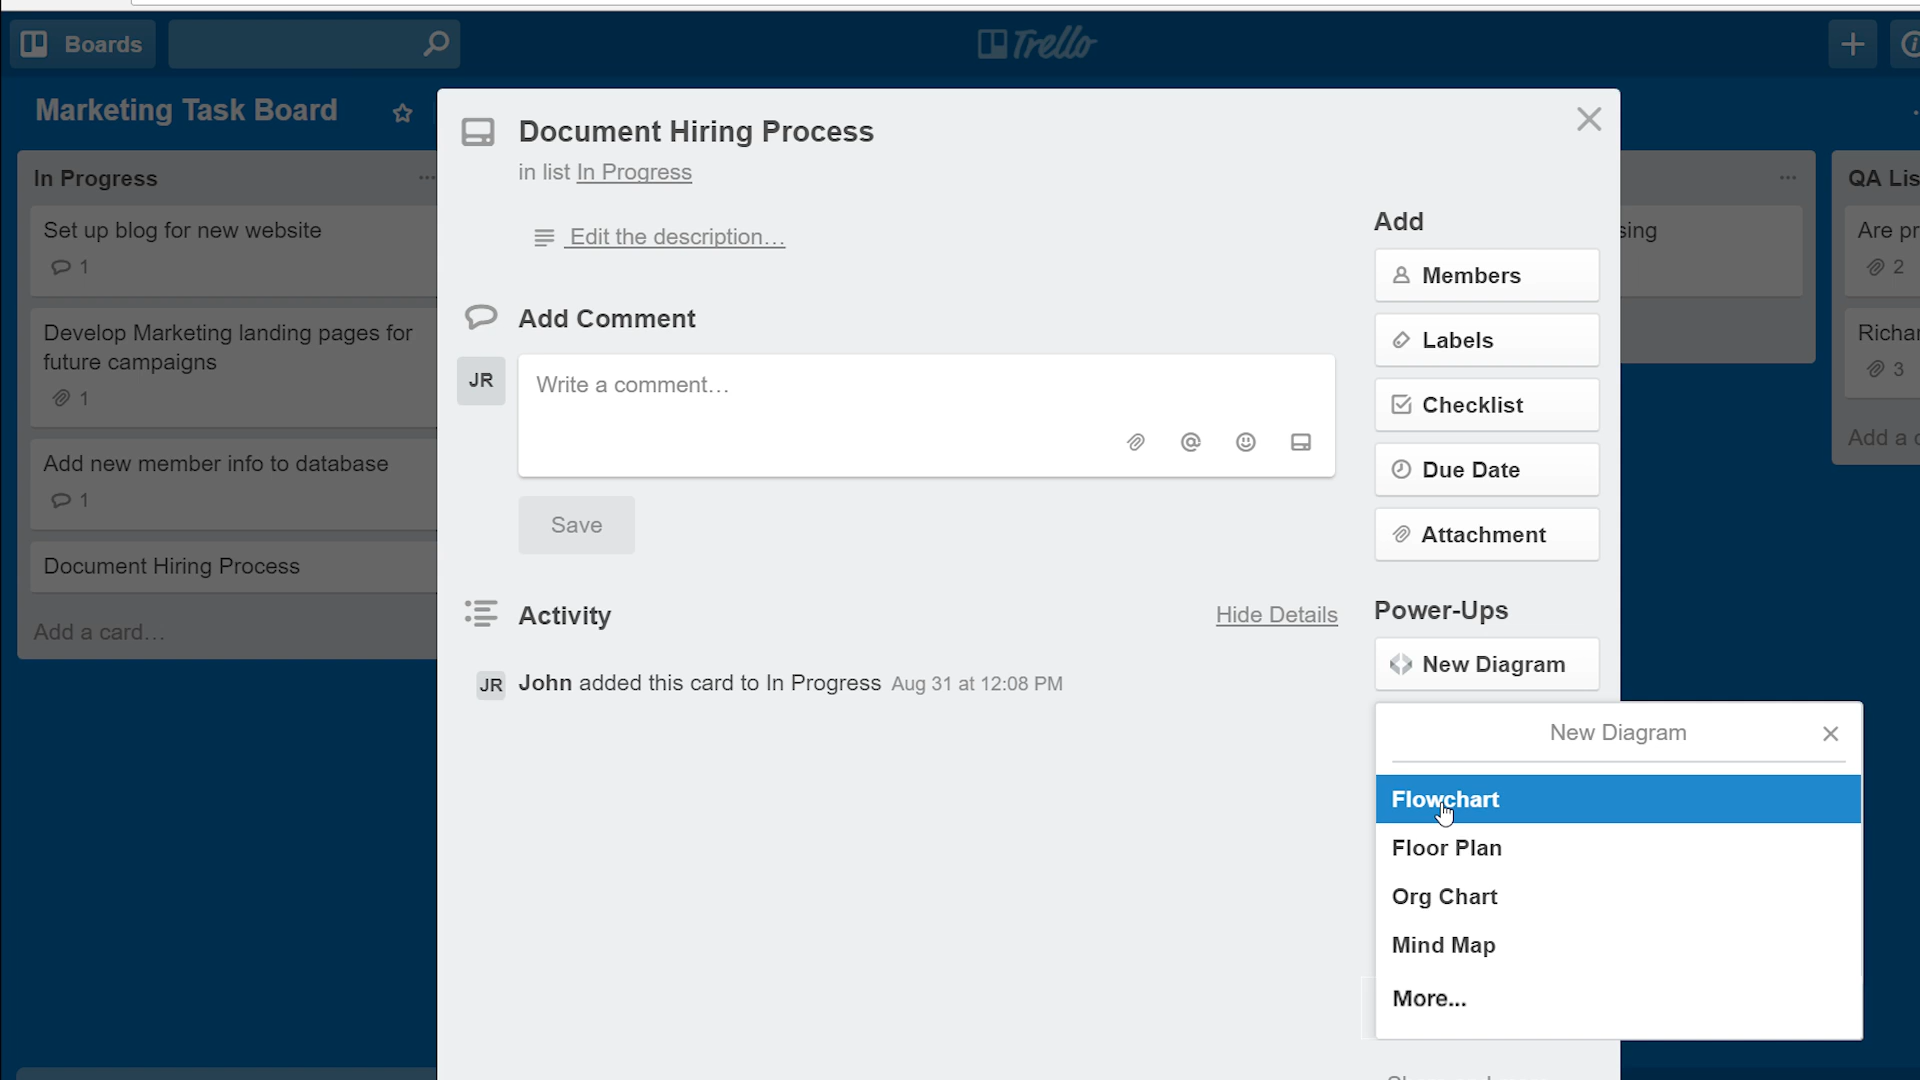 Boards
Trello
Marketing Task Board
In Progress
Set up blog for new website
1
Develop Marketing landing pages for
future campaigns
1
Add new member info to database
1
Document Hiring Process
Add a card...
Document Hiring Process
in list In Progress
Edit the description...
Add Comment
JR
Write a comment...
@
Save
Activity
Hide Details
JR John added this card to In Progress Aug 31 at 12:08 PM
Add
Members
Labels
Checklist
Due Date
Attachment
Power-Ups
New Diagram
New Diagram
Flowchart
Floor Plan
Org Chart
Mind Map
More...
sing
QA Lis
Are pr
2
Richar
3
Add a c